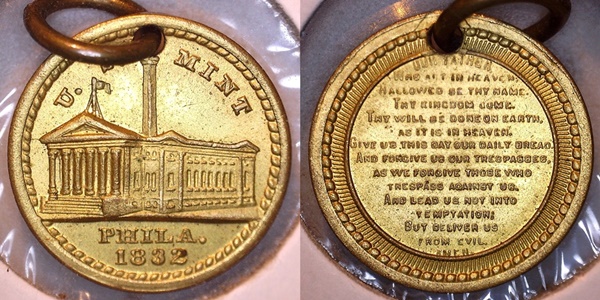 U. MINT
PHILA.
1832
OUR FATHER
WHO ART IN HEAVEN,
HALLOWED BE THY NAME.
THY KINGDOM COME.
THY WILL BE DONE ON EARTH,
AS IT IS IN HEAVEN.
GIVE US THIS DAY OUR DAILY BREAD.
AND FORGIVE US OUR TRESPASSES,
AS WE FORGIVE THOSE WHO
TRESPASS AGAINST US.
AND LEAD US NOT INTO
TEMPTATION;
BUT DELIVER US
FROM EVIL.
AMEN.